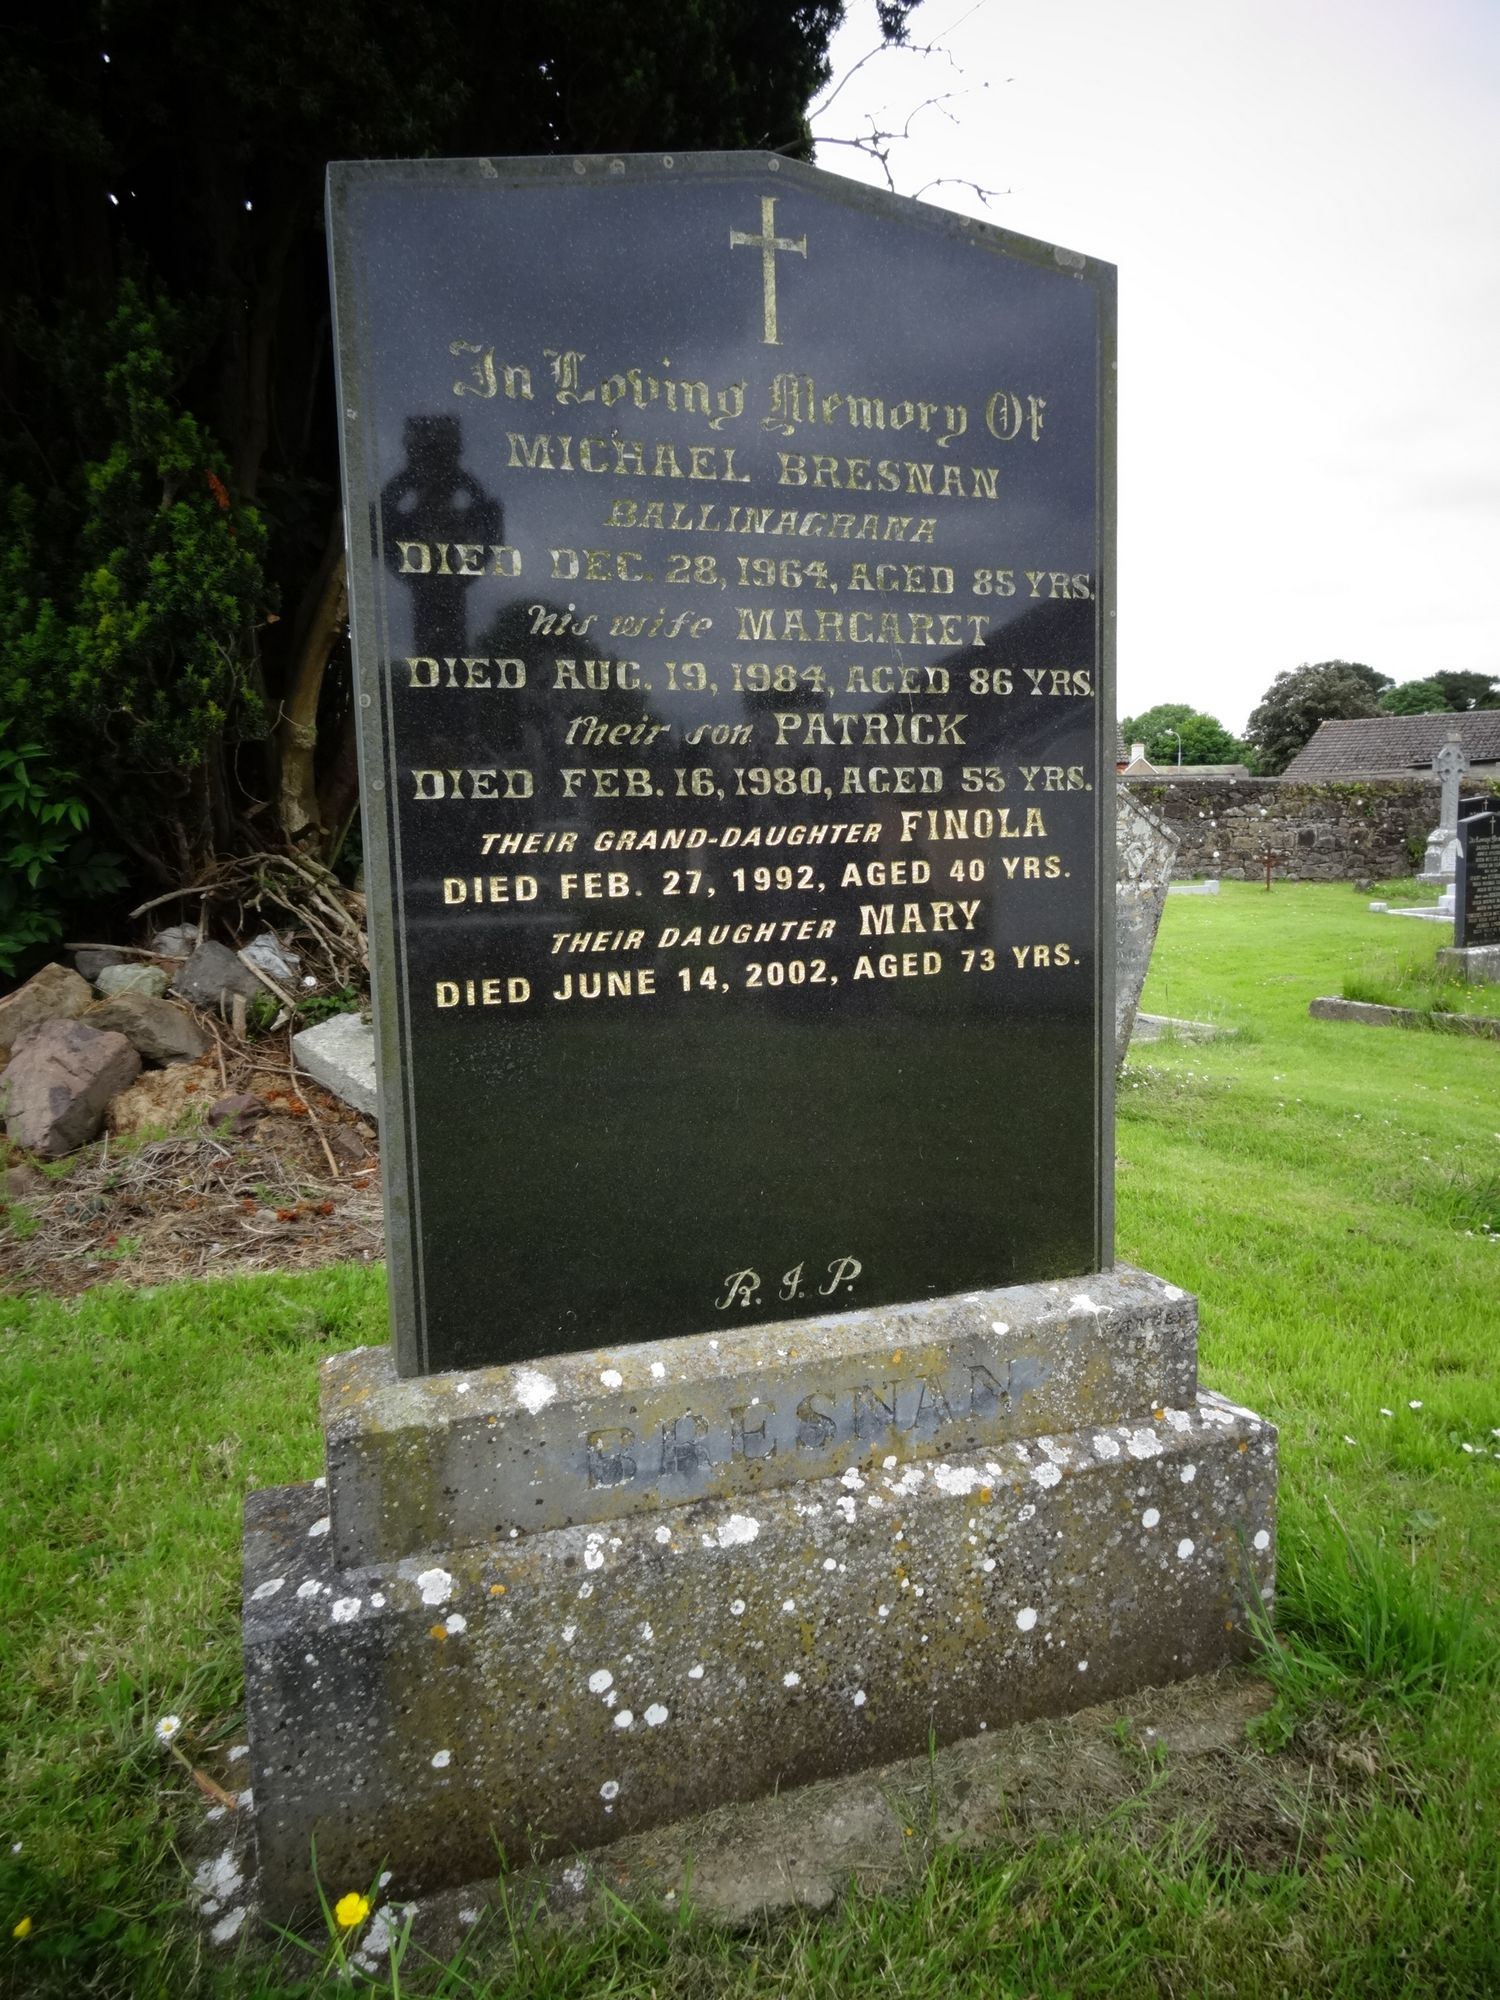 In Loving Memory Of
MICHAEL BRESNAN
BALLINAGRANA
DIED DEC. 28, 1964, AGED 85 YRS.
his wife MARGARET
DIED AUG. 19, 1984, AGED 86 YRS.
their son PATRICK
DIED FEB. 16, 1980, AGED 53 YRS.
THEIR GRAND-DAUGHTER FINOLA
DIED FEB. 27, 1992, AGED 40 YRS.
THEIR DAUGHTER MARY
DIED JUNE 14, 2002, AGED 73 YRS.
R.I.P.
BRESNAN